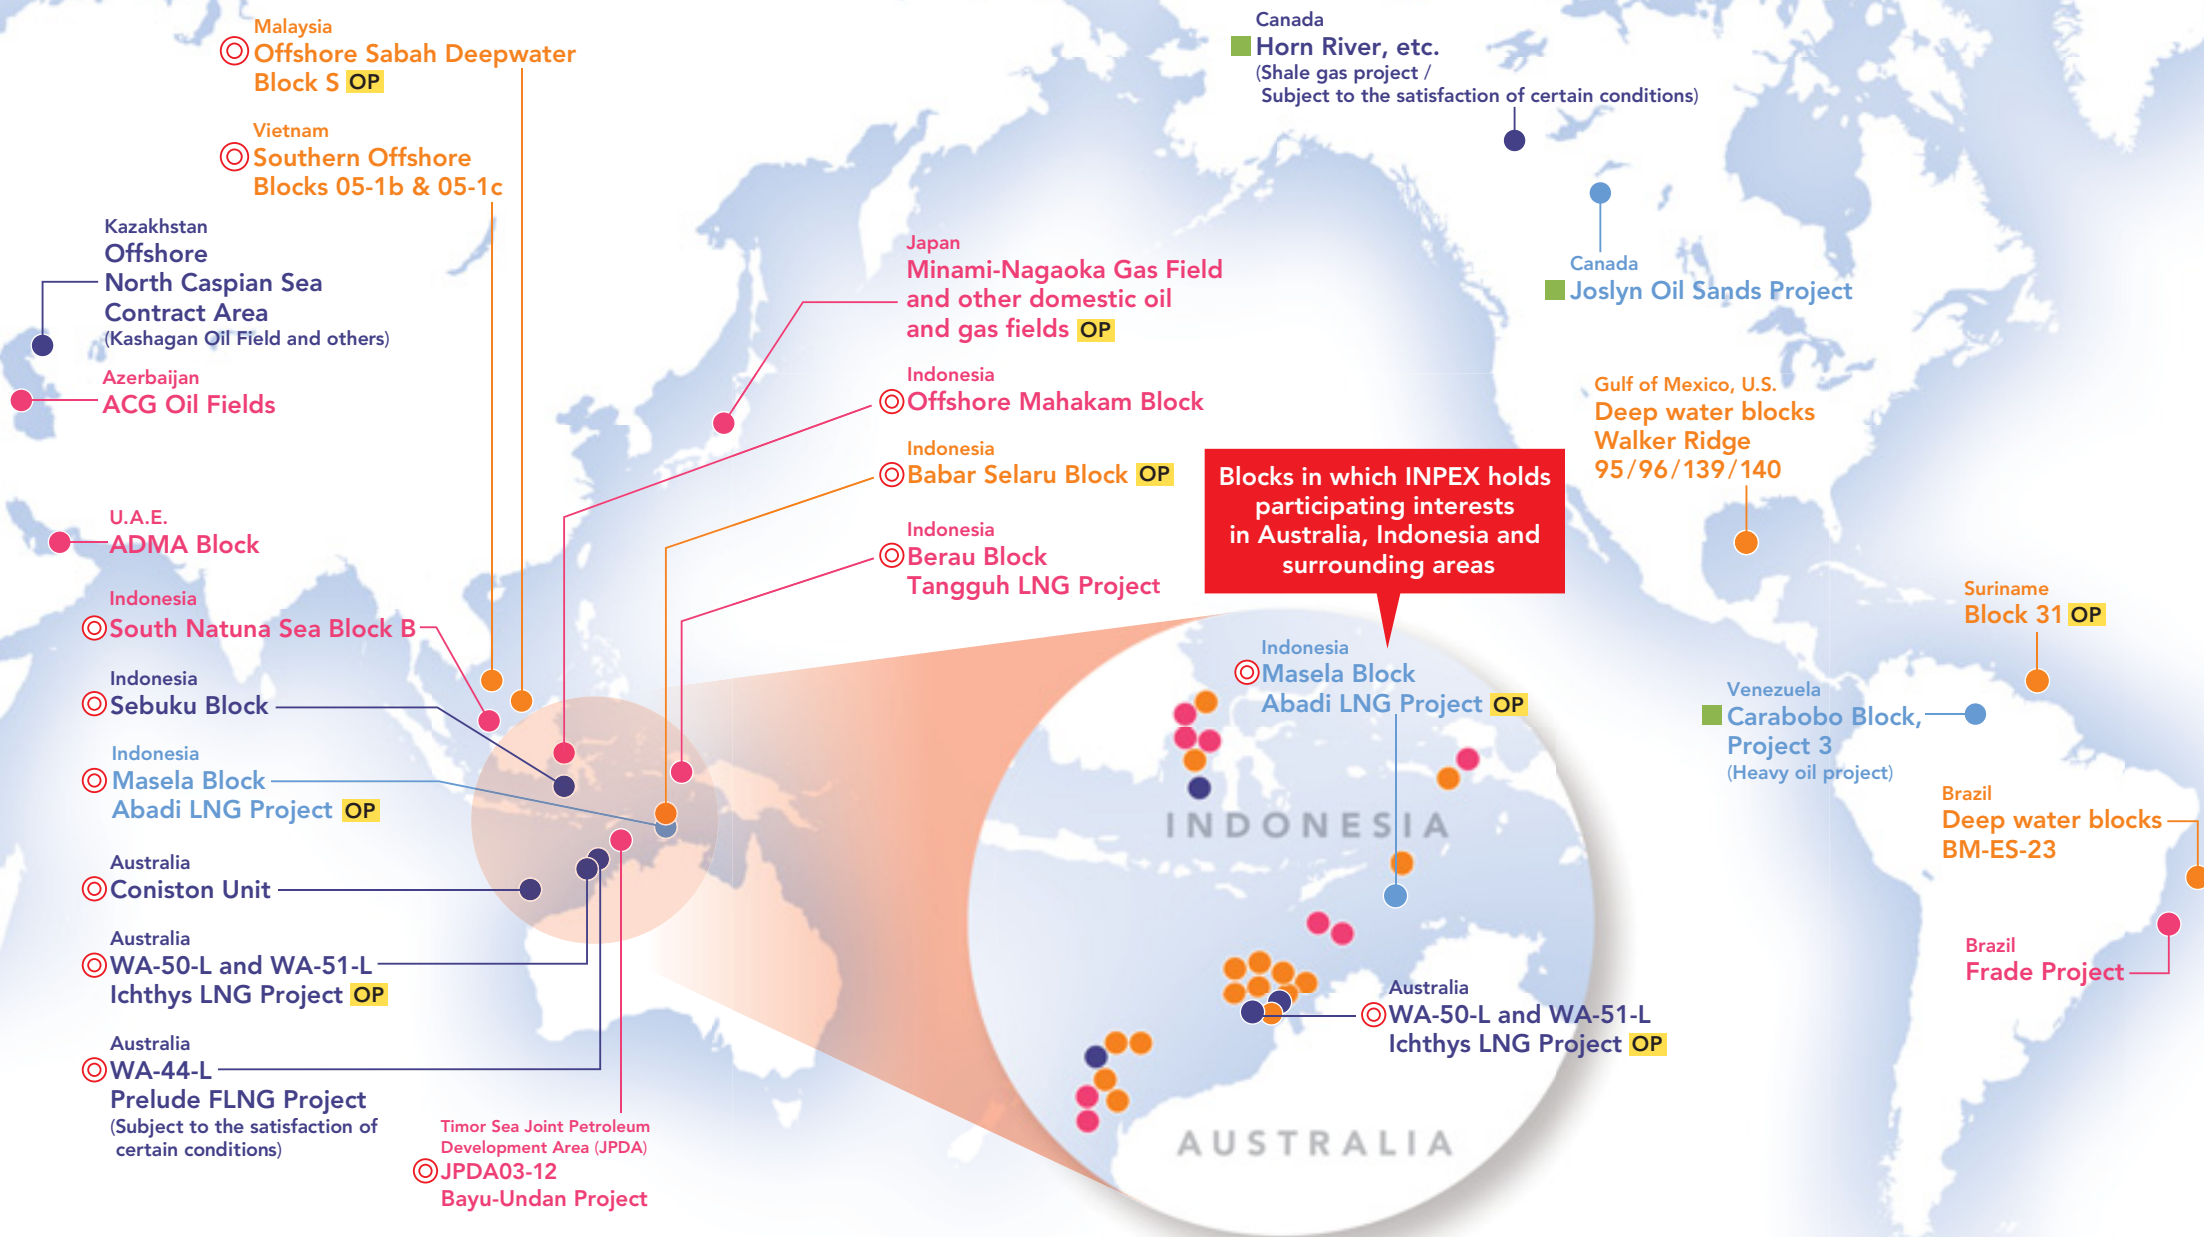 Malaysia
Offshore Sabah Deepwater
Block S OP
Vietnam
Southern Offshore
Blocks 05-1b & 05-1c
Kazakhstan
Offshore
North Caspian Sea
Contract Area
(Kashagan Oil Field and others)
Azerbaijan
ACG Oil Fields
U.A.E.
ADMA Block
Indonesia
South Natuna Sea Block B
Indonesia
Sebuku Block
Indonesia
Masela Block
Abadi LNG Project OP
Australia
Coniston Unit
Australia
WA-50-L and WA-51-L
Ichthys LNG Project OP
Australia
WA-44-L
Prelude FLNG Project
(Subject to the satisfaction of
certain conditions)
Timor Sea Joint Petroleum
Development Area (JPDA)
JPDA03-12
Bayu-Undan Project
Japan
Minami-Nagaoka Gas Field
and other domestic oil
and gas fields OP
Indonesia
Offshore Mahakam Block
Indonesia
Babar Selaru Block OP
Indonesia
Berau Block
Tangguh LNG Project
Blocks in which INPEX holds
participating interests
in Australia, Indonesia and
surrounding areas
Indonesia
Masela Block
Abadi LNG Project OP
INDONESIA
Australia
WA-50-L and WA-51-L
Ichthys LNG Project OP
AUSTRALIA
Canada
Horn River, etc.
(Shale gas project /
Subject to the satisfaction of certain conditions)
Canada
Joslyn Oil Sands Project
Gulf of Mexico, U.S.
Deep water blocks
Walker Ridge
95/96/139/140
Suriname
Block 31 OP
Venezuela
Carabobo Block,
Project 3
(Heavy oil project)
Brazil
Deep water blocks
BM-ES-23
Brazil
Frade Project